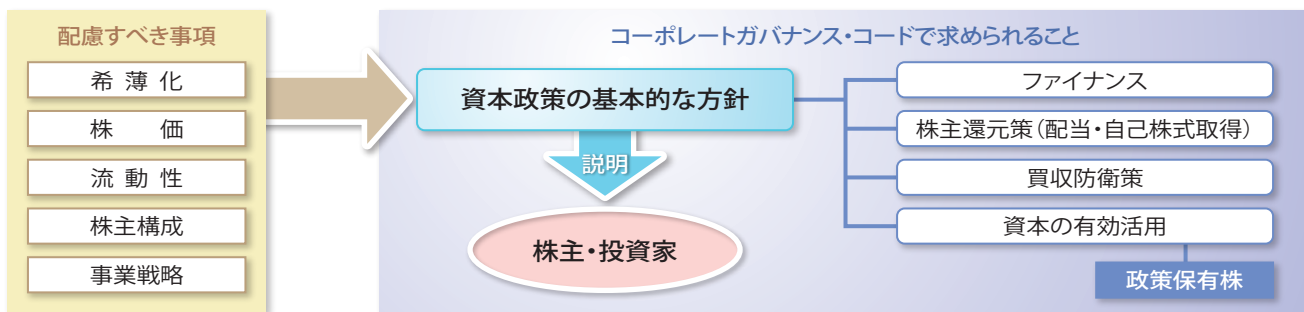 配慮すべき事項
希薄化
株価
流動性
株主構成
事業戦略
コーポレートガバナンス・コードで求められること
資本政策の基本的な方針
説明
株主・投資家
ファイナンス
株主還元策（配当・自己株式取得）
買収防衛策
資本の有効活用
政策保有株